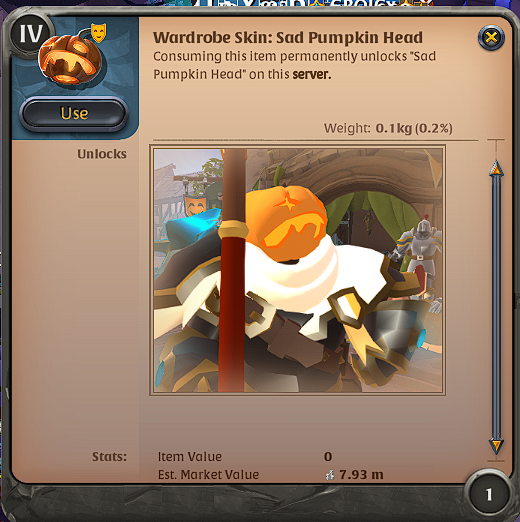 IV
Wardrobe Skin: Sad Pumpkin Head
Consuming this item permanently unlocks "Sad
Pumpkin Head" on this server.
Use
Weight: 0.1kg (0.2%)
Unlocks
Stats:
Item Value 0
Est. Market Value 7.93 m
1